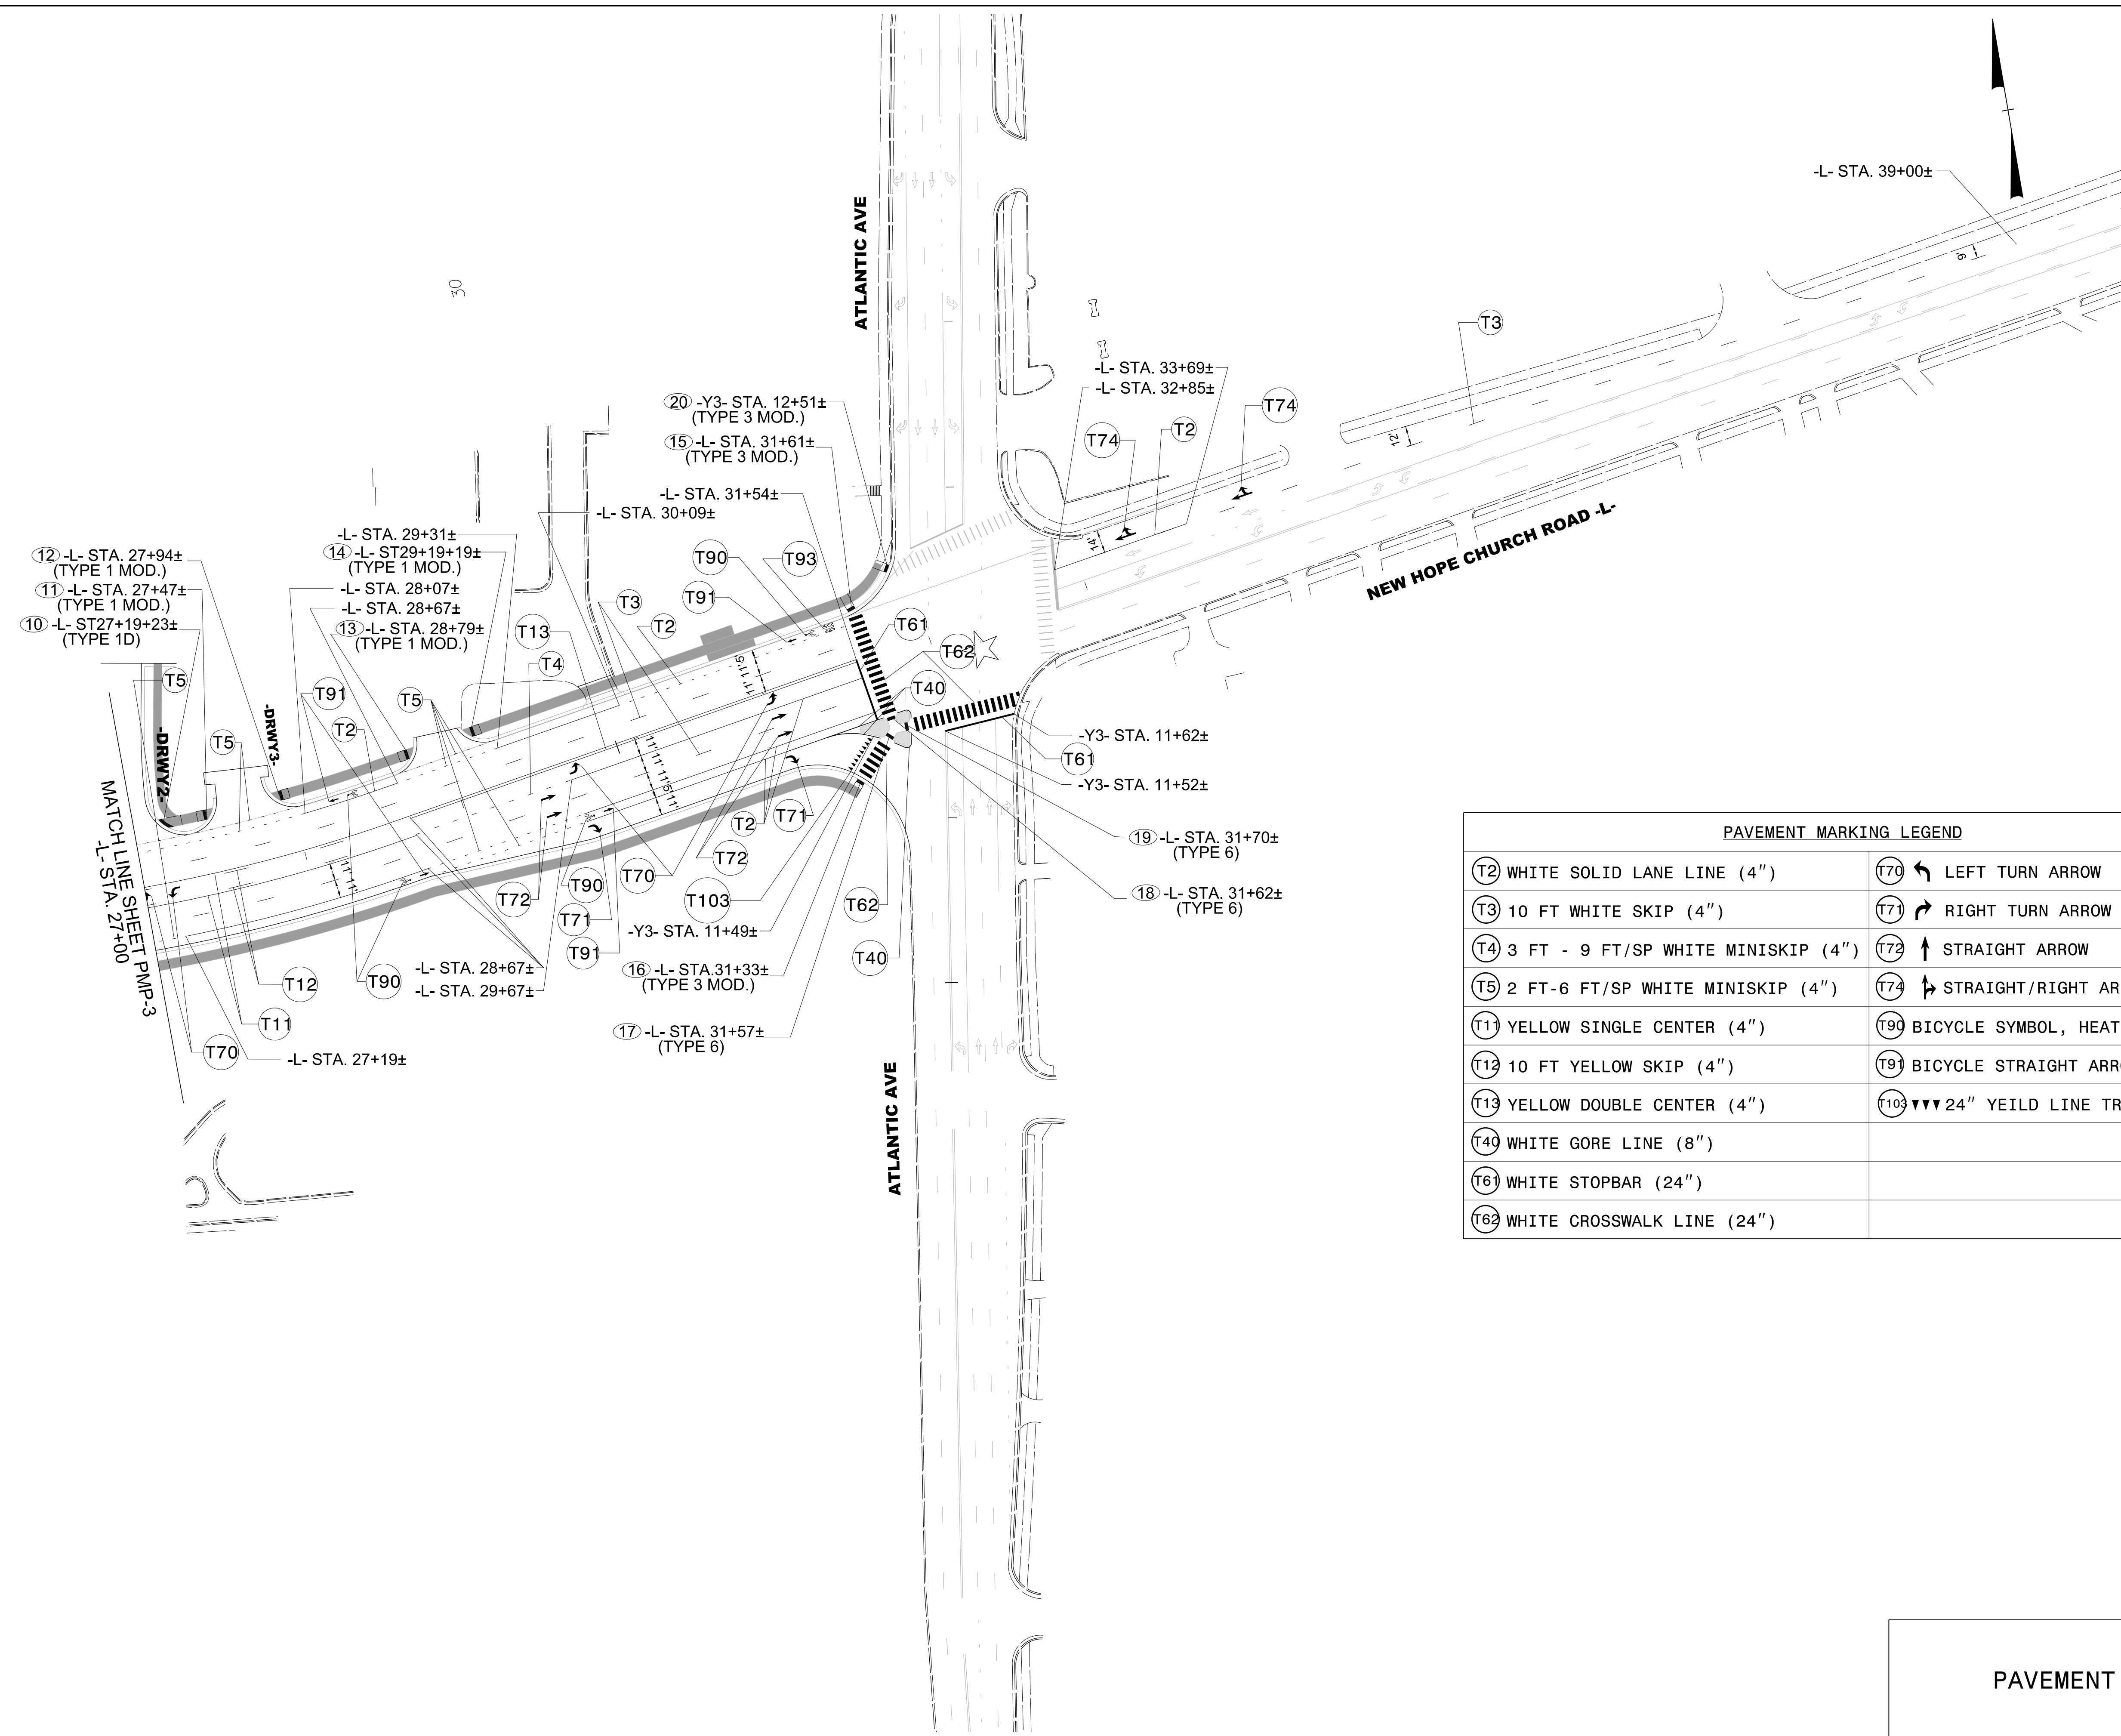 -L- STA. 39+00±
9'
30
ATLANTIC AVE
T3
12'
-L- STA. 33+69±
-L- STA. 32+85±
T74
T74
T2
14'
NEW HOPE CHURCH ROAD -L-
20 -Y3- STA. 12+51±
(TYPE 3 MOD.)
15 -L- STA. 31+61±
(TYPE 3 MOD.)
-L- STA. 31+54±
-L- STA. 30+09±
-L- STA. 29+31±
14 -L- ST29+19+19±
(TYPE 1 MOD.)
12 -L- STA. 27+94±
(TYPE 1 MOD.)
11 -L- STA. 27+47±
(TYPE 1 MOD.)
10 -L- ST27+19+23±
(TYPE 1D)
-L- STA. 28+07±
-L- STA. 28+67±
13 -L- STA. 28+79±
(TYPE 1 MOD.)
T90
T93
T91
T3
T2
T13
T4
T61
T62
T40
11' 11'5'
T5
T91
T5
T2
T5
-DRWY2-
-DRWY3-
MATCH LINE SHEET PMP-3
-L- STA. 27+00
11' 11' 11'5'11'
11' 11'
-Y3- STA. 11+62±
T61
-Y3- STA. 11+52±
19 -L- STA. 31+70±
(TYPE 6)
18 -L- STA. 31+62±
(TYPE 6)
T2
T71
T72
T70
T90
T72
T71
T91
T103
T62
T40
-Y3- STA. 11+49±
16 -L- STA.31+33±
(TYPE 3 MOD.)
17 -L- STA. 31+57±
(TYPE 6)
-L- STA. 28+67±
-L- STA. 29+67±
T90
T12
T11
T70
-L- STA. 27+19±
ATLANTIC AVE
PAVEMENT MARKING LEGEND
T2 WHITE SOLID LANE LINE (4")
T70 LEFT TURN ARROW
T3 10 FT WHITE SKIP (4")
T71 RIGHT TURN ARROW
T4 3 FT - 9 FT/SP WHITE MINISKIP (4")
T72 STRAIGHT ARROW
T5 2 FT-6 FT/SP WHITE MINISKIP (4")
T74 STRAIGHT/RIGHT AR
T11 YELLOW SINGLE CENTER (4")
T90 BICYCLE SYMBOL, HEAT
T12 10 FT YELLOW SKIP (4")
T91 BICYCLE STRAIGHT ARR
T13 YELLOW DOUBLE CENTER (4")
T103 24" YEILD LINE TR
T40 WHITE GORE LINE (8")
T61 WHITE STOPBAR (24")
T62 WHITE CROSSWALK LINE (24")
PAVEMENT